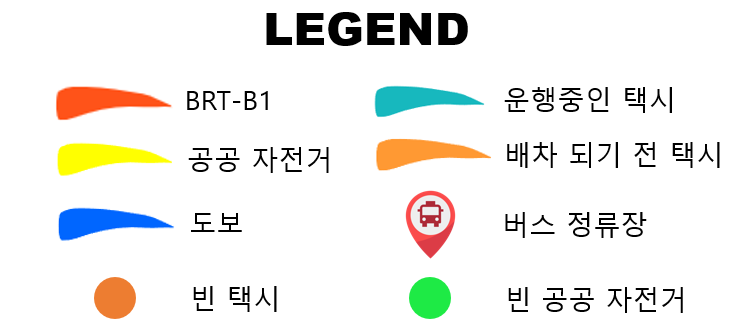 LEGEND
BRT-B1
운행중인 택시
공공 자전거
배차 되기 전 택시
도보
버스 정류장
빈 택시
빈 공공 자전거